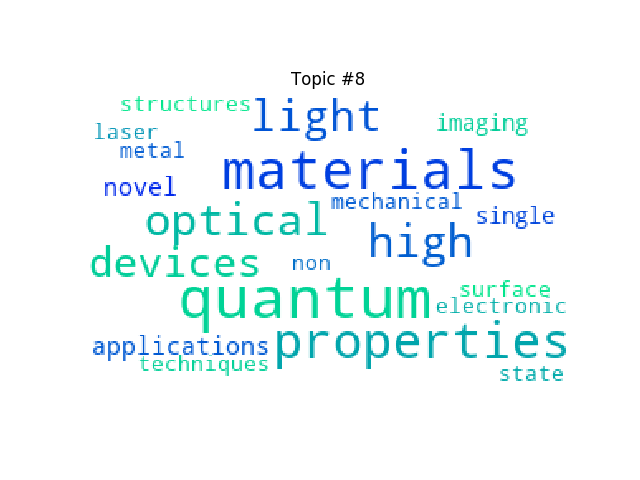 Topic #8
structures
light
imaging
laser
metal
materials
novel
mechanical
optical
single
high
devices
non
quantum
surface
electronic
applications
properties
techniques
state